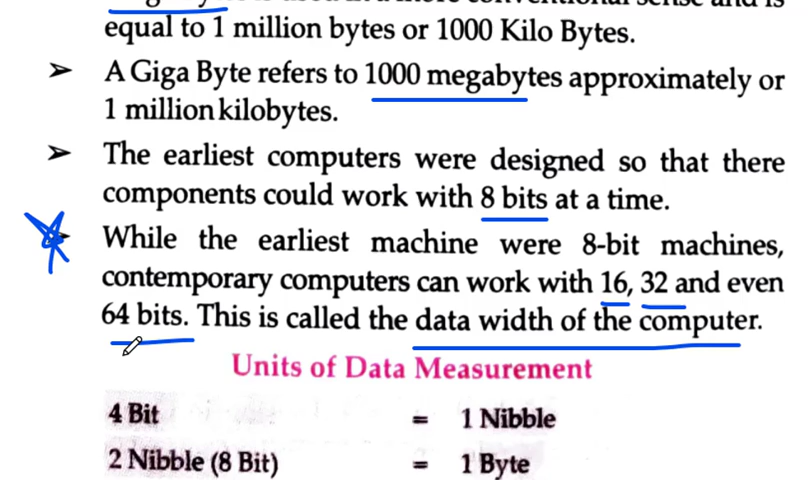 equal to 1 million bytes or 1000 Kilo Bytes.
➢ A Giga Byte refers to 1000 megabytes approximately or
1 million kilobytes.
➢ The earliest computers were designed so that there
components could work with 8 bits at a time.
While the earliest machine were 8-bit machines,
contemporary computers can work with 16, 32 and even
64 bits. This is called the data width of the computer.
Units of Data Measurement
4 Bit = 1 Nibble
2 Nibble (8 Bit) = 1 Byte